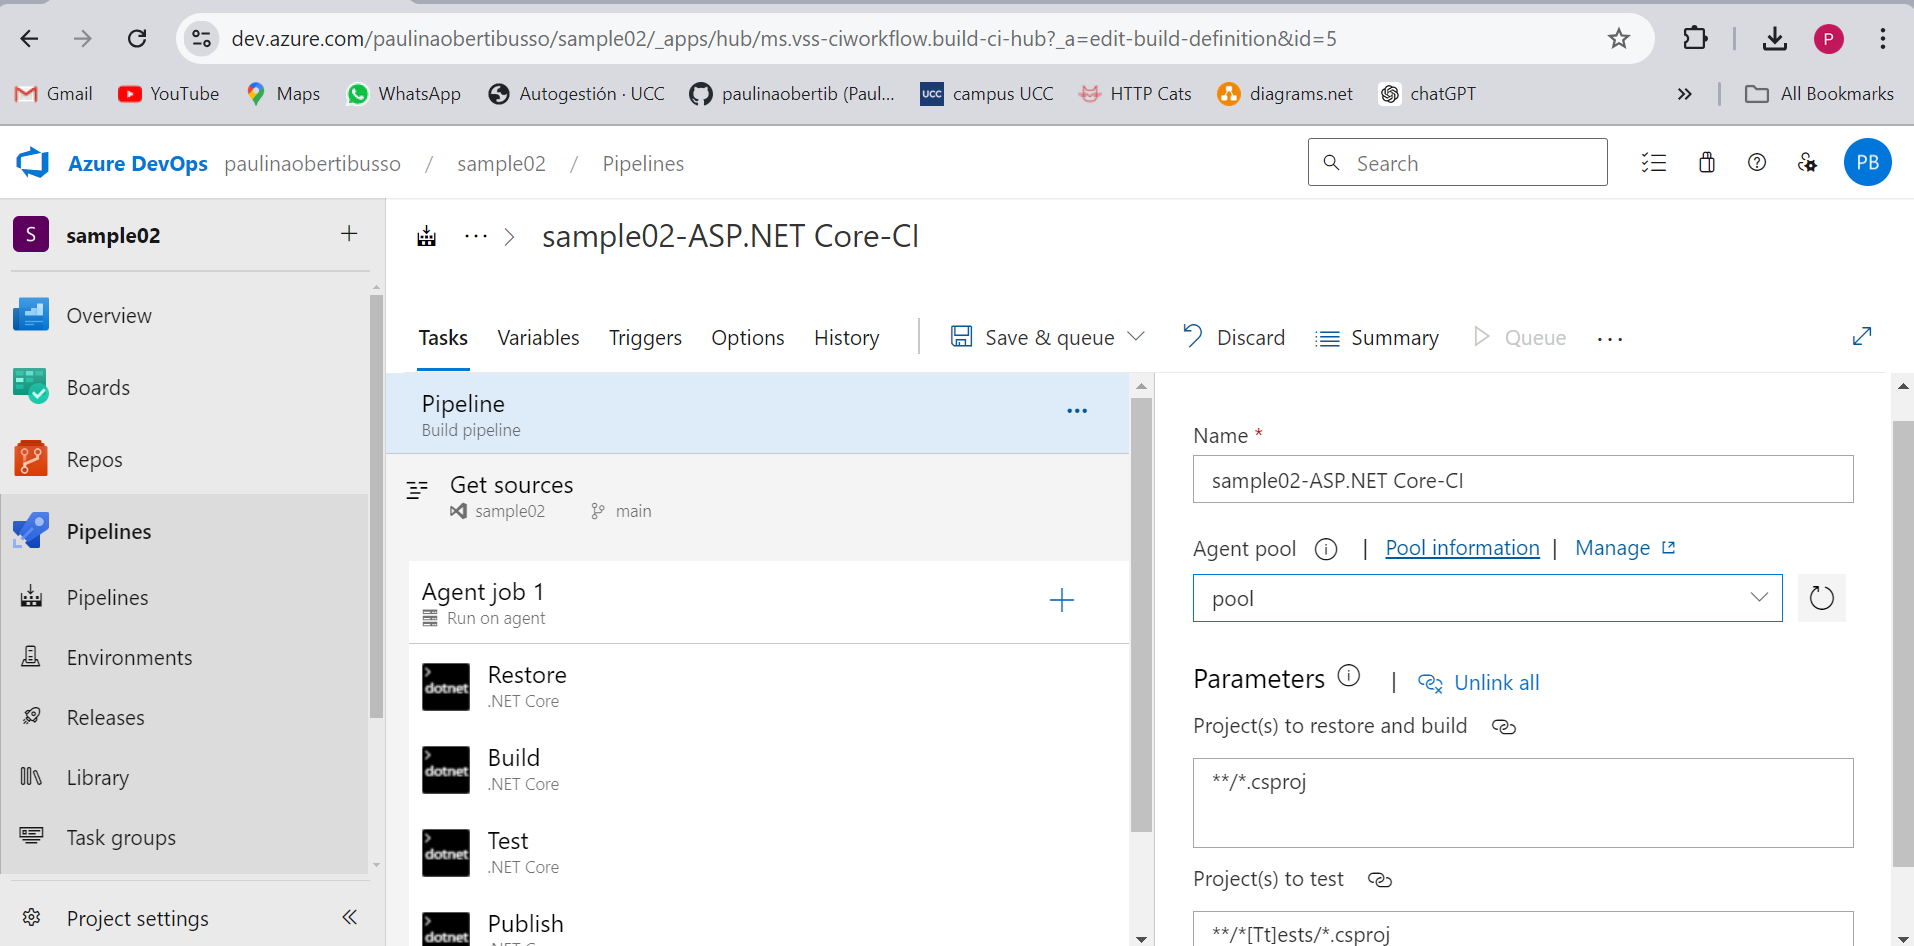 dev.azure.com/paulinaobertibusso/sample02/_apps/hub/ms.vss-ciworkflow.build-ci-hub?_a=edit-build-definition&id=5
P
Gmail YouTube Maps WhatsApp Autogestión · UCC paulinaobertib (Paul... UCC campus UCC HTTP Cats diagrams.net chatGPT » All Bookmarks
Azure DevOps paulinaobertibusso / sample02 / Pipelines
Search
PB
S sample02 +
... > sample02-ASP.NET Core-CI
Overview
Boards
Repos
Pipelines
Pipelines
Environments
Releases
Library
Task groups
Project settings
Tasks Variables Triggers Options History Save & queue Discard Summary Queue ...
Pipeline ...
Build pipeline
Get sources
sample02 main
Agent job 1
Run on agent
dotnet Restore
.NET Core
dotnet Build
.NET Core
dotnet Test
.NET Core
dotnet Publish
Name *
sample02-ASP.NET Core-CI
Agent pool | Pool information | Manage
pool
Parameters | Unlink all
Project(s) to restore and build
**/*.csproj
Project(s) to test
**/*[Tt]ests/*.csproj